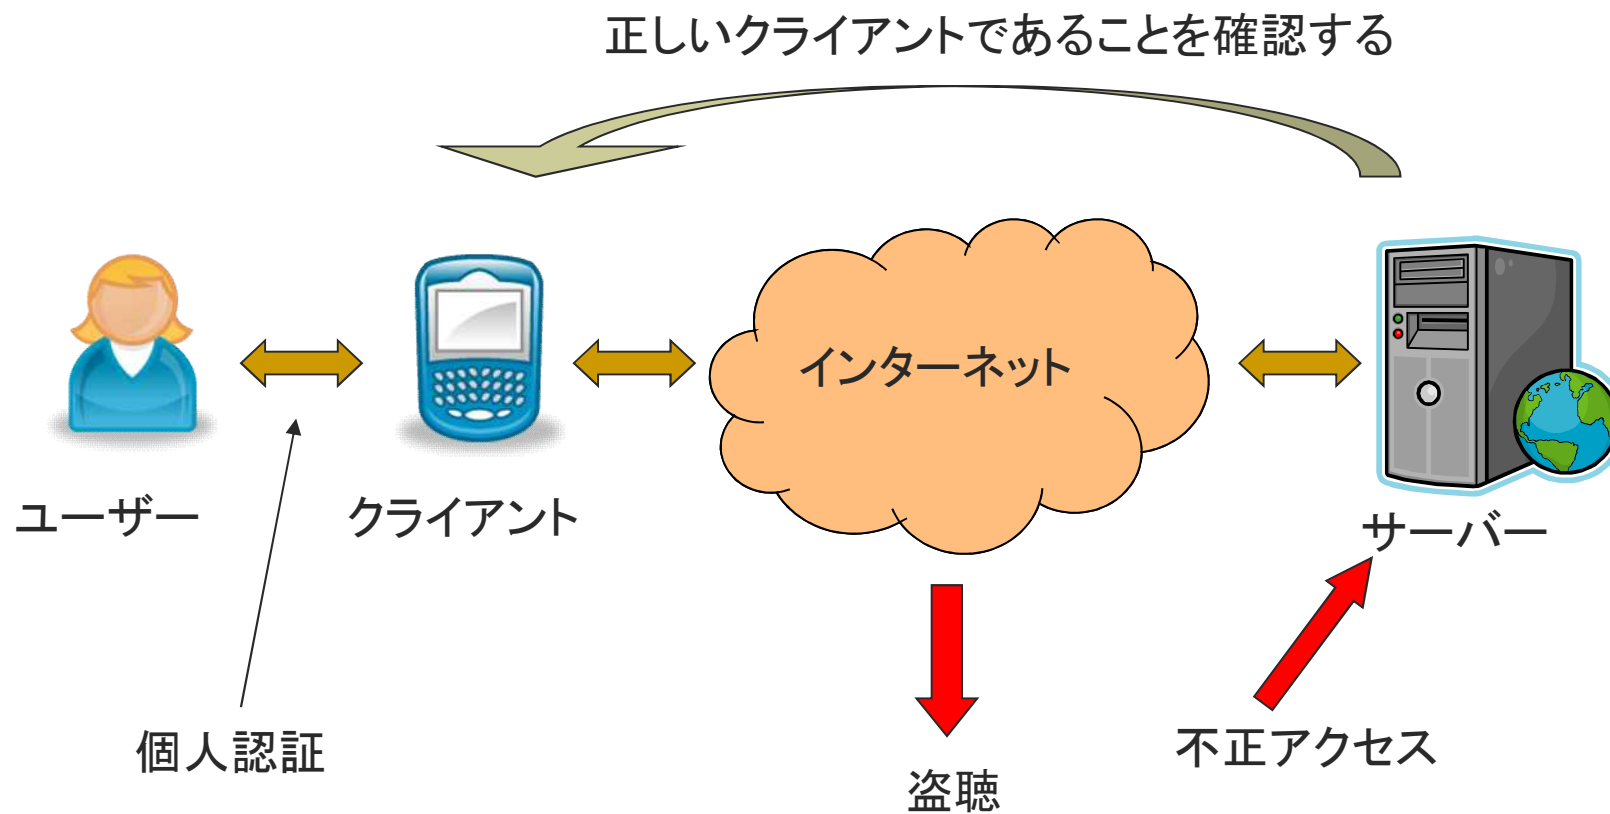 正しいクライアントであることを確認する
インターネット
ユーザー
クライアント
サーバー
個人認証
不正アクセス
盗聴